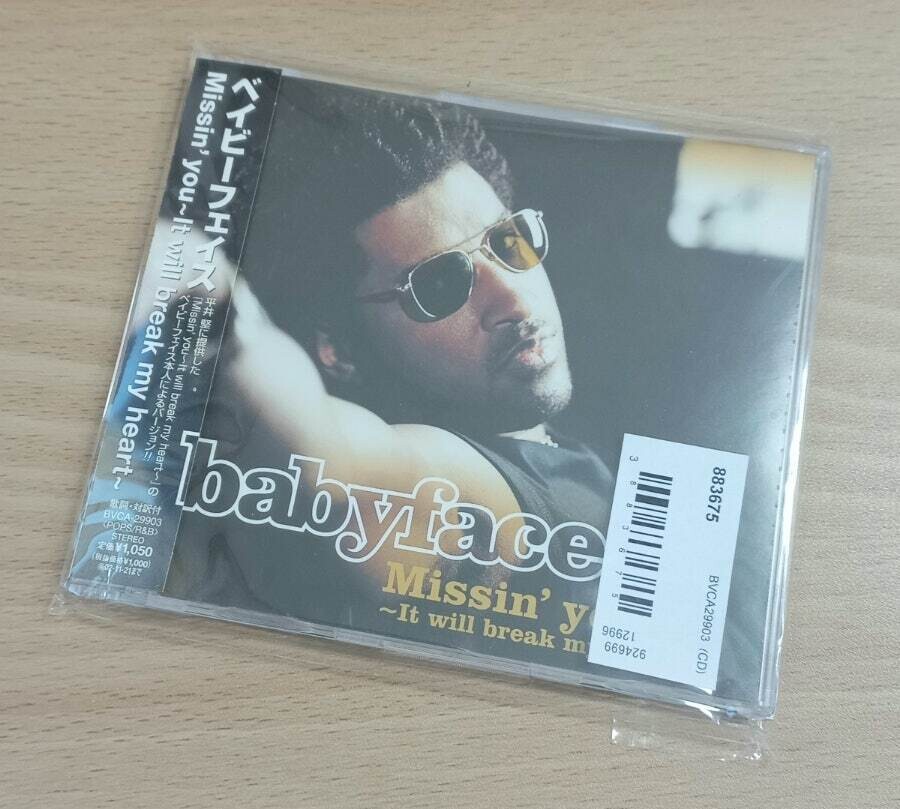 ベイビーフェイス
Missin' you~It will break my heart~
平井 堅に提供した
「Missin' you~It will break my heart~」の
ベイビーフェイス本人によるバージョン!!
歌詞・対訳付
BVCA-29903
〈POPS/R&B〉
STEREO
定価¥1,050
babyface
Missin'
~It will break
883675
3 883675
BVCA29903 (CD)
924699
12996